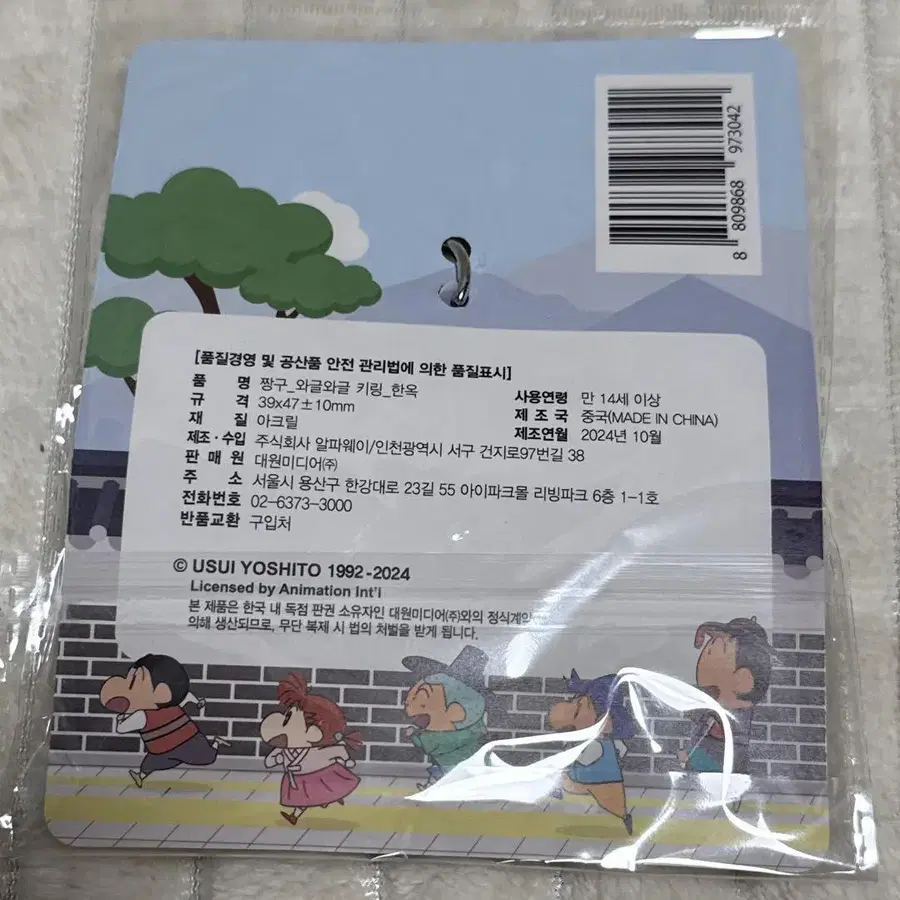 8 809868 973042
[품질경영 및 공산품 안전 관리법에 의한 품질표시]
품 명 짱구_와글와글 키링_한옥
사용연령 만 14세 이상
규 격 39x47±10mm
제 조 국 중국(MADE IN CHINA)
재 질 아크릴
제조연월 2024년 10월
제조·수입 주식회사 알파웨이/인천광역시 서구 건지로97번길 38
판 매 원 대원미디어㈜
주 소 서울시 용산구 한강대로 23길 55 아이파크몰 리빙파크 6층 1-1호
전화번호 02-6373-3000
반품교환 구입처
© USUI YOSHITO 1992-2024
Licensed by Animation Int'l
본 제품은 한국 내 독점 판권 소유자인 대원미디어㈜와의 정식계약
의해 생산되므로, 무단 복제 시 법의 처벌을 받게 됩니다.